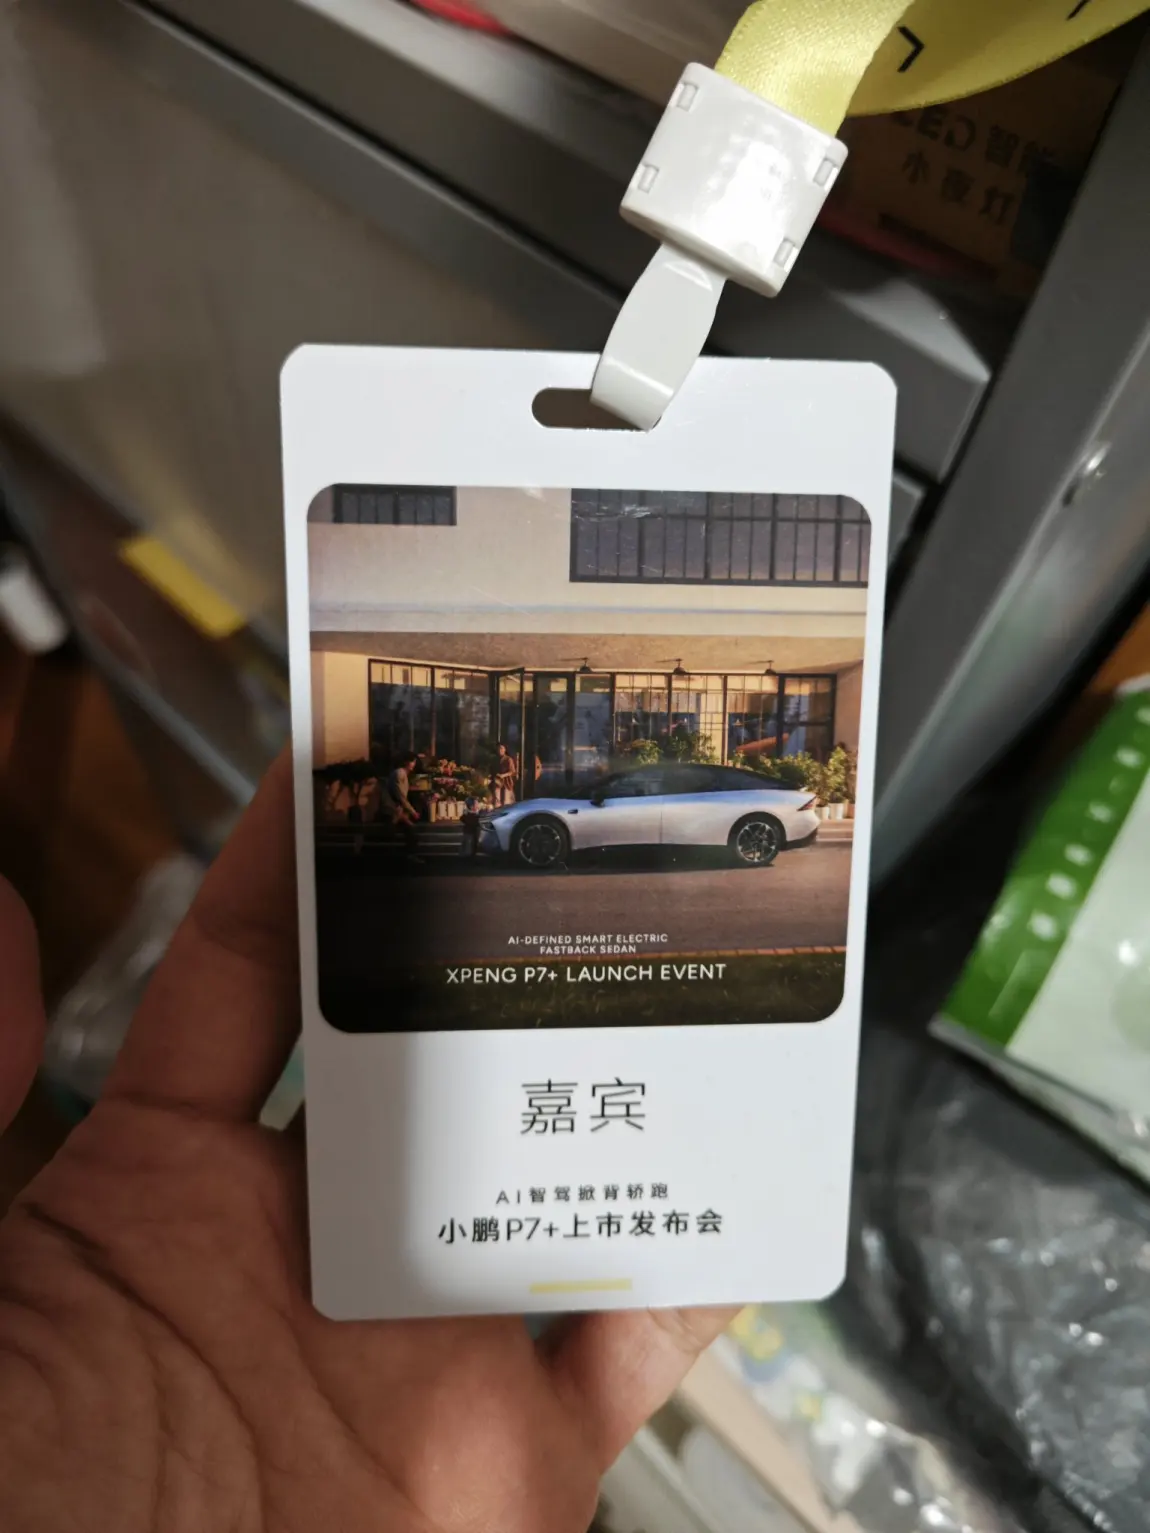 AI-DEFINED SMART ELECTRIC
FASTBACK SEDAN
XPENG P7+ LAUNCH EVENT
嘉宾
AI智驾掀背轿跑
小鹏P7+上市发布会